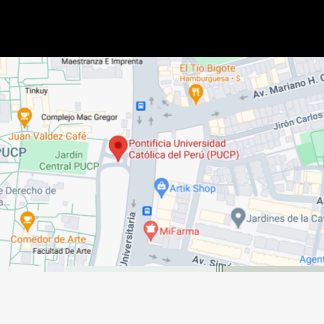 Maestranza E Imprenta
Tinkuy
El Tío Bigote
Hamburguesa • $
Av. Mariano H. C
Complejo Mac Gregor
Jirón Carlos
Juan Valdez Café
PUCP
Jardín
Central PUCP
Pontificia Universidad
Católica del Perú (PUCP)
e Derecho de
a...
Artik Shop
A
Jardines de la Ca
Universitaria
MiFarma
Comedor de Arte
Facultad De Arte
Av. Simó
Agent